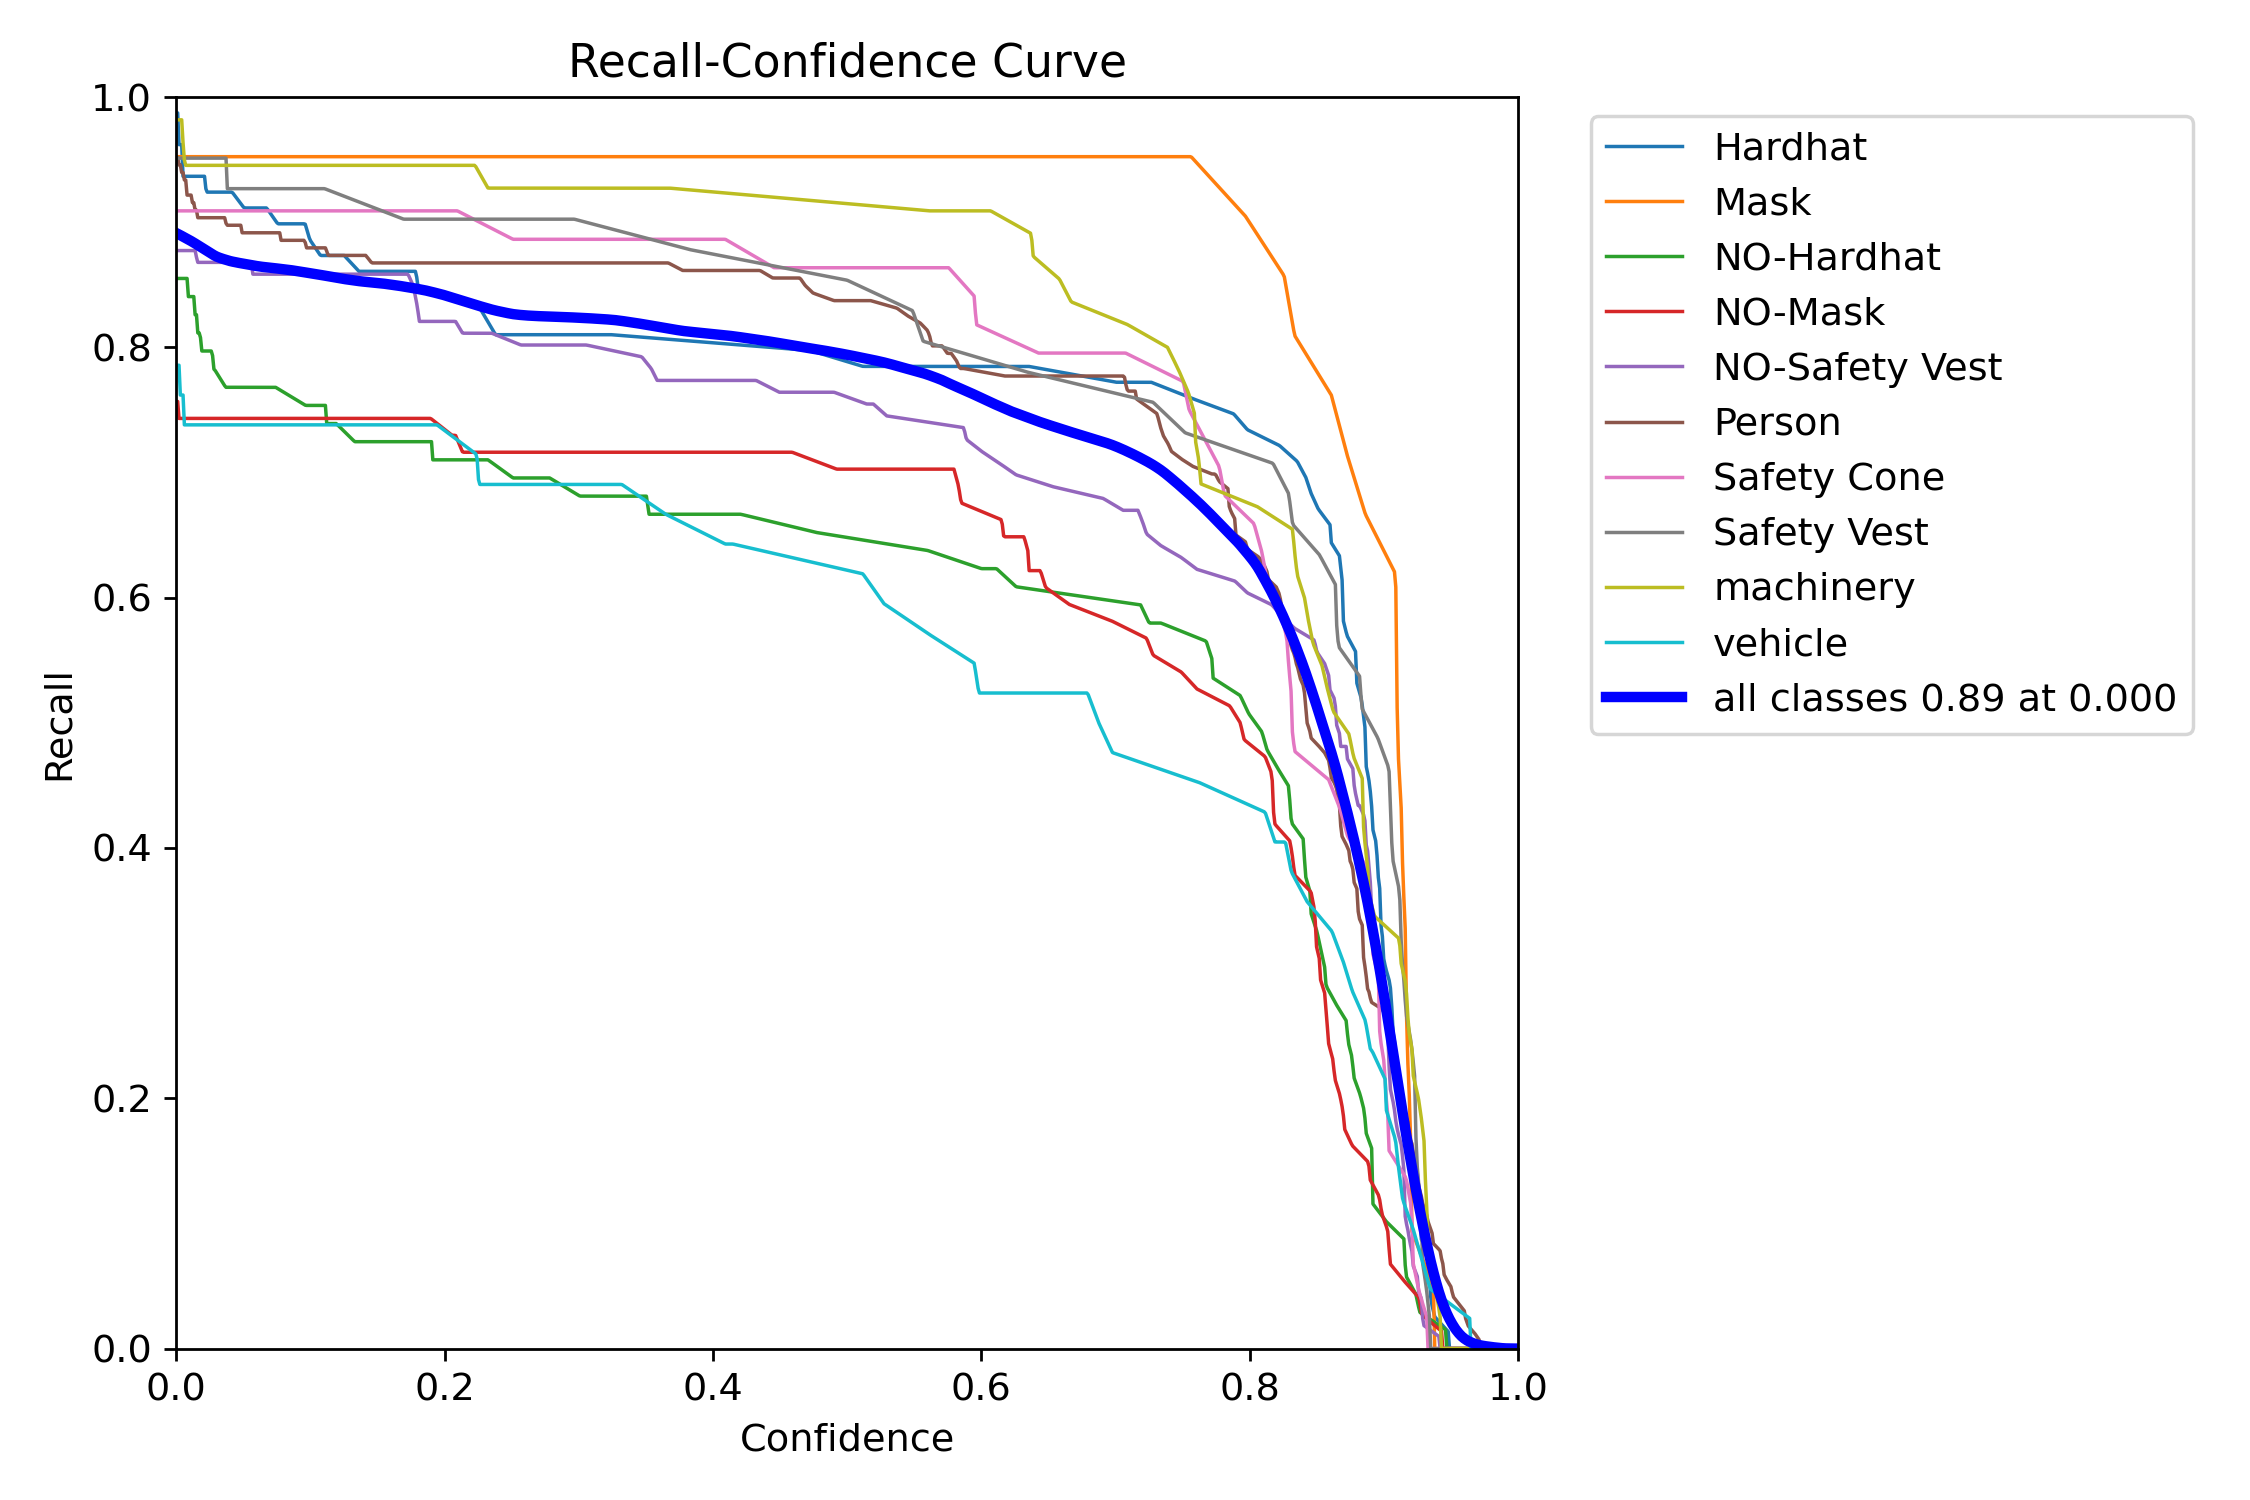 Recall-Confidence Curve
1.0
0.8
0.6
0.4
0.2
0.0
Recall
0.0 0.2 0.4 0.6 0.8 1.0
Confidence
Hardhat
Mask
NO-Hardhat
NO-Mask
NO-Safety Vest
Person
Safety Cone
Safety Vest
machinery
vehicle
all classes 0.89 at 0.000